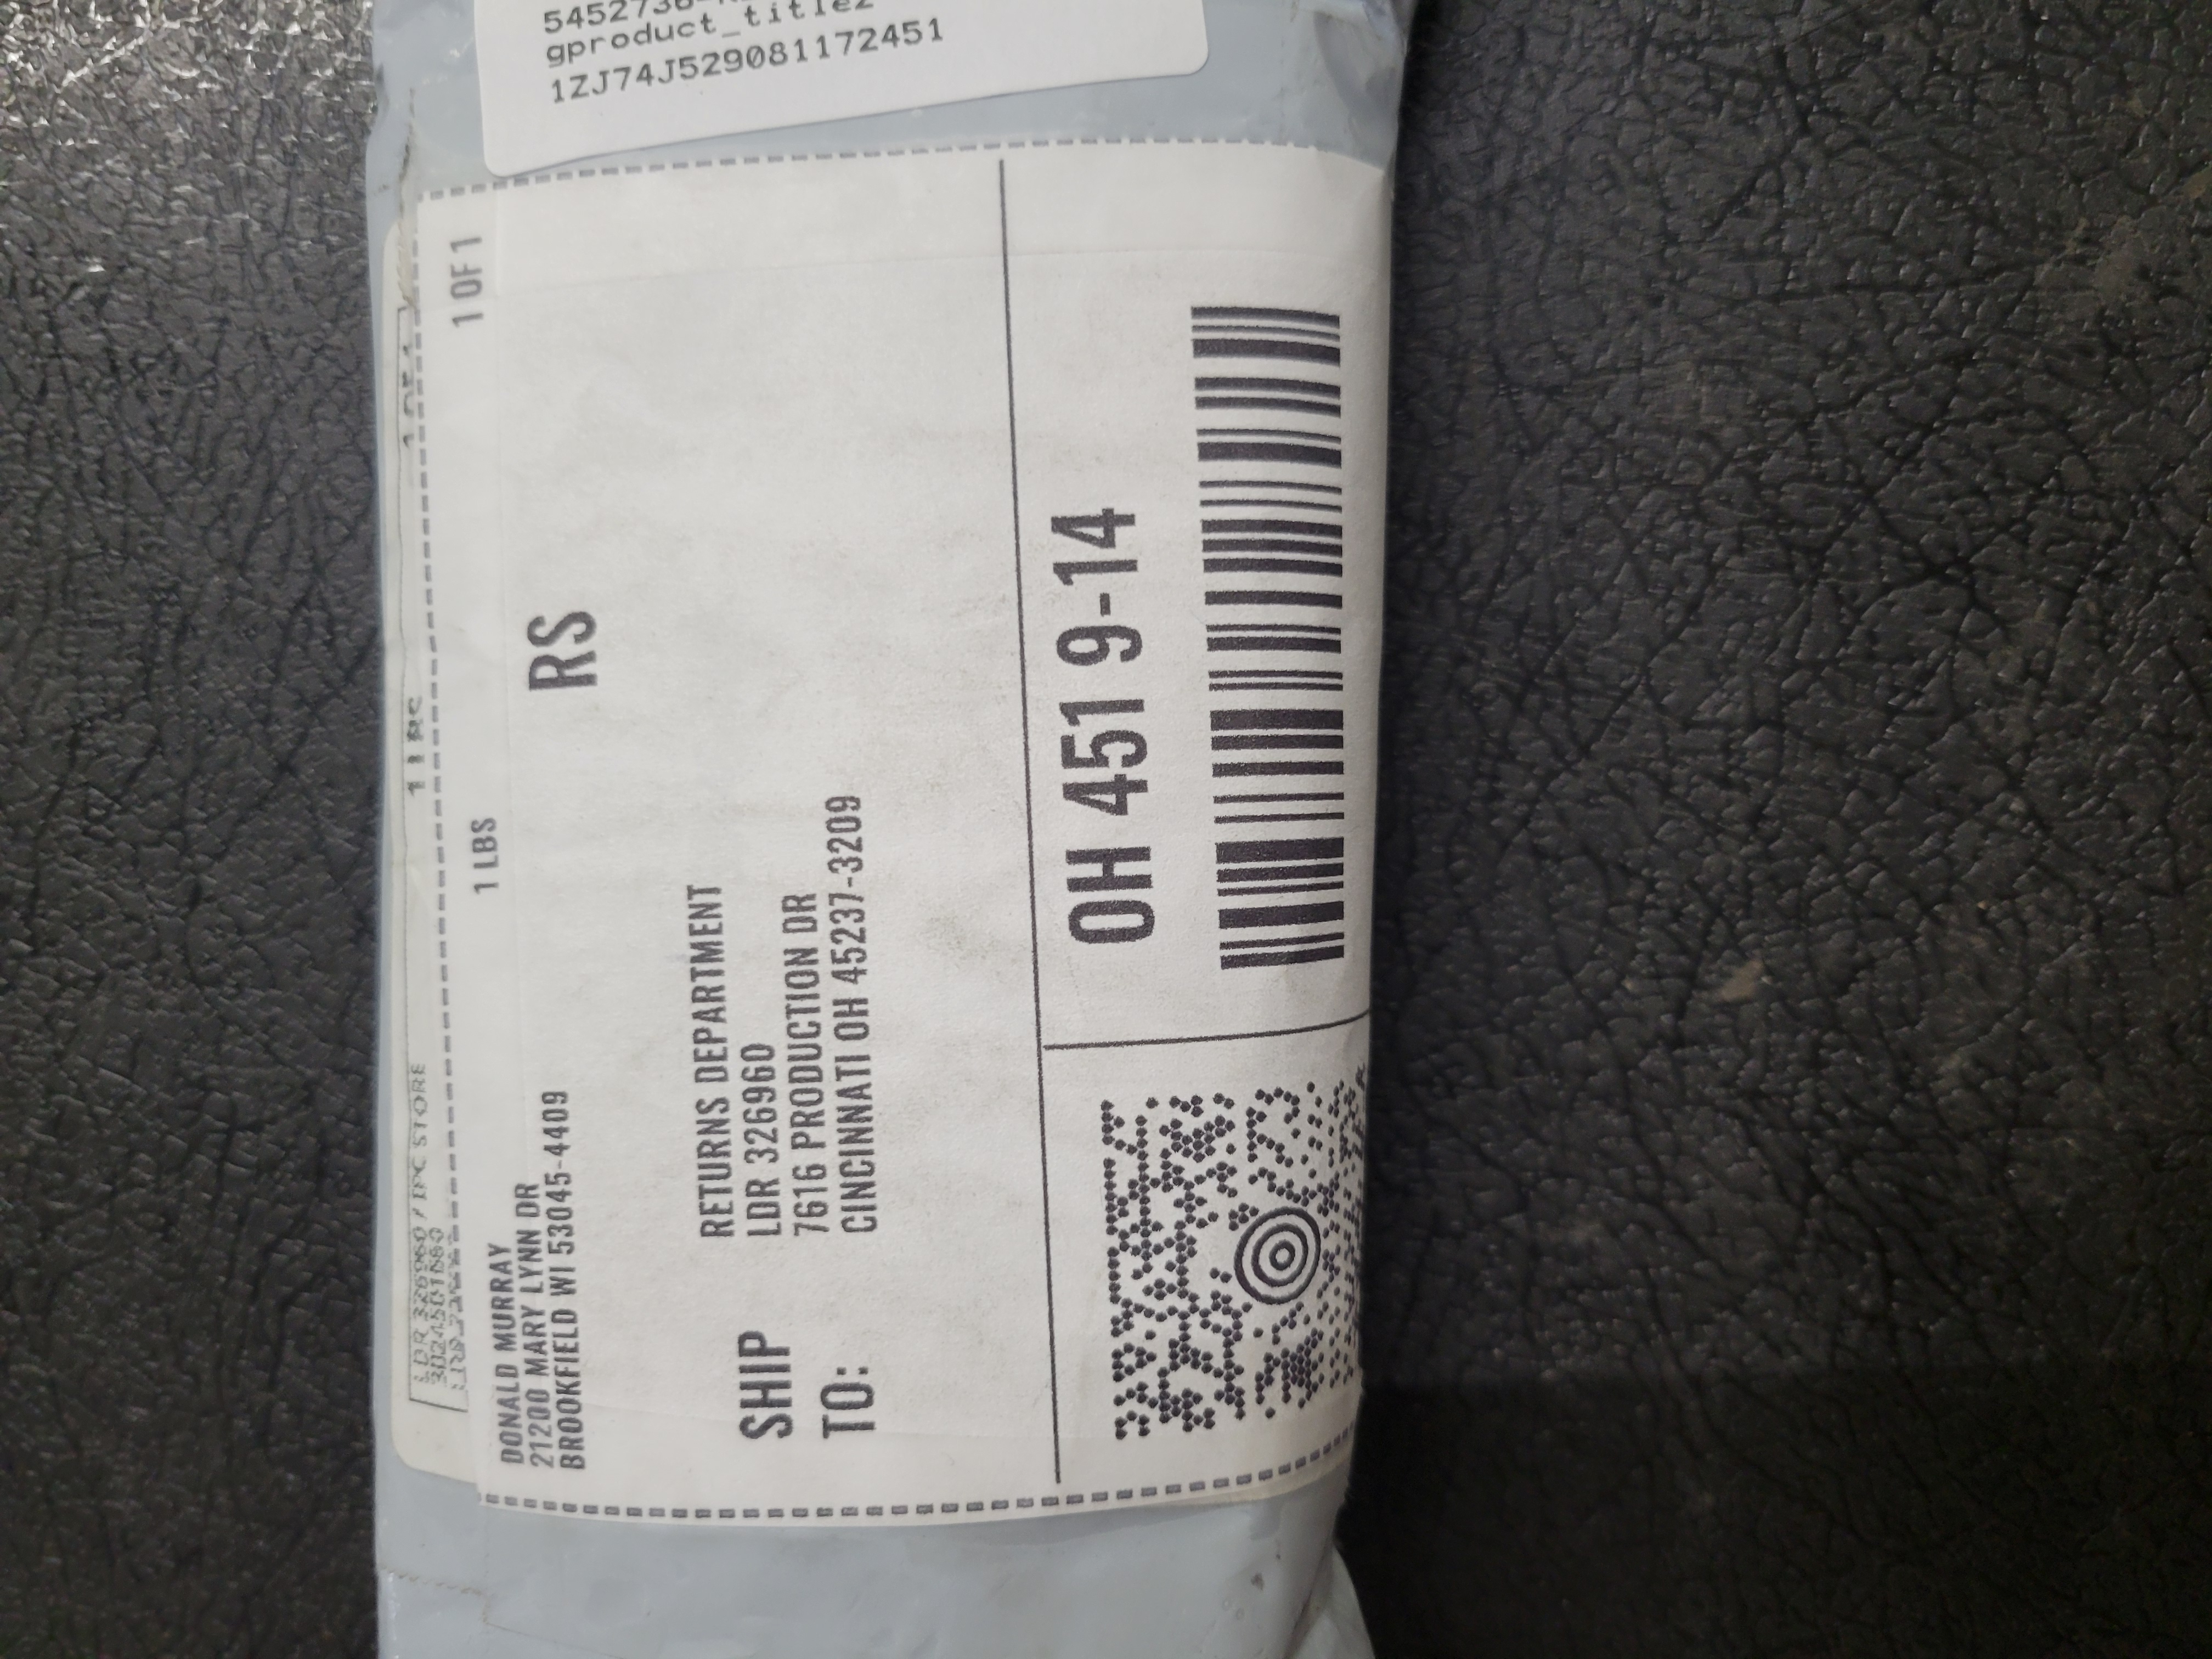 gproduct_title2
1ZJ74J529081172451
1 OF 1
1 LBS
DONALD MURRAY
21200 MARY LYNN DR
BROOKFIELD WI 53045-4409
RS
SHIP
TO:
RETURNS DEPARTMENT
LDR 326960
7616 PRODUCTION DR
CINCINNATI OH 45237-3209
OH 451 9-14